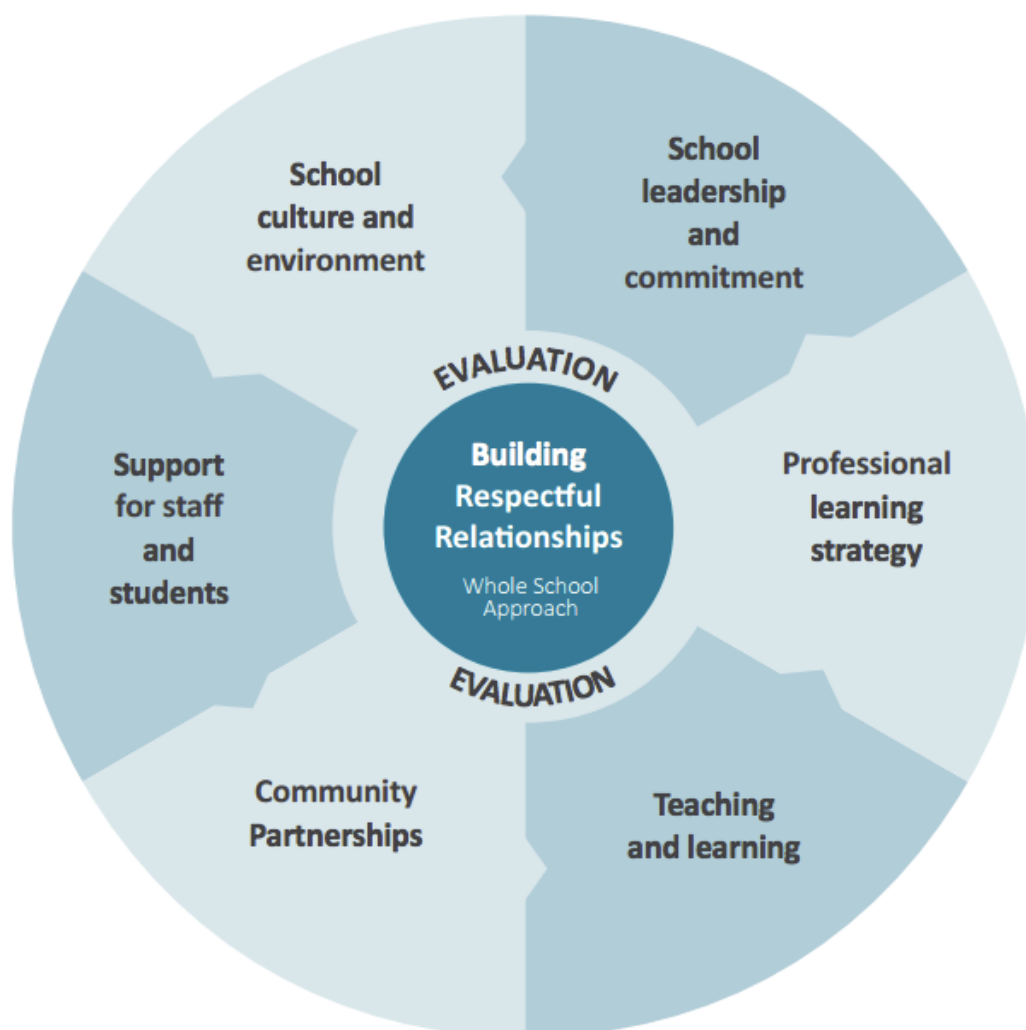 School
culture and
environment
School
leadership
and
commitment
EVALUATION
Building
Respectful
Relationships
Whole School
Approach
EVALUATION
Support
for staff
and
students
Professional
learning
strategy
Community
Partnerships
Teaching
and learning